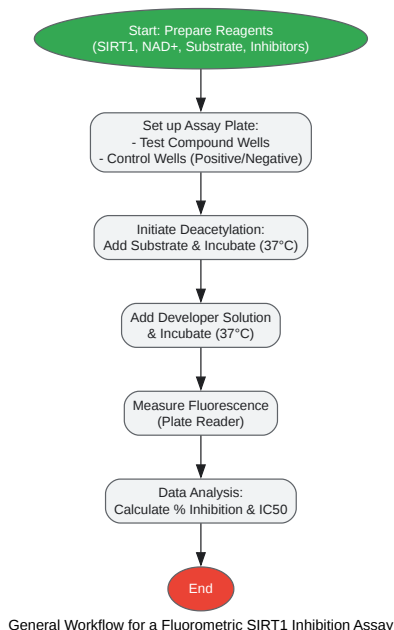 Start: Prepare Reagents
(SIRT1, NAD+, Substrate, Inhibitors)
Set up Assay Plate:
- Test Compound Wells
- Control Wells (Positive/Negative)
Initiate Deacetylation:
Add Substrate & Incubate (37°C)
Add Developer Solution
& Incubate (37°C)
Measure Fluorescence
(Plate Reader)
Data Analysis:
Calculate % Inhibition & IC50
End
General Workflow for a Fluorometric SIRT1 Inhibition Assay